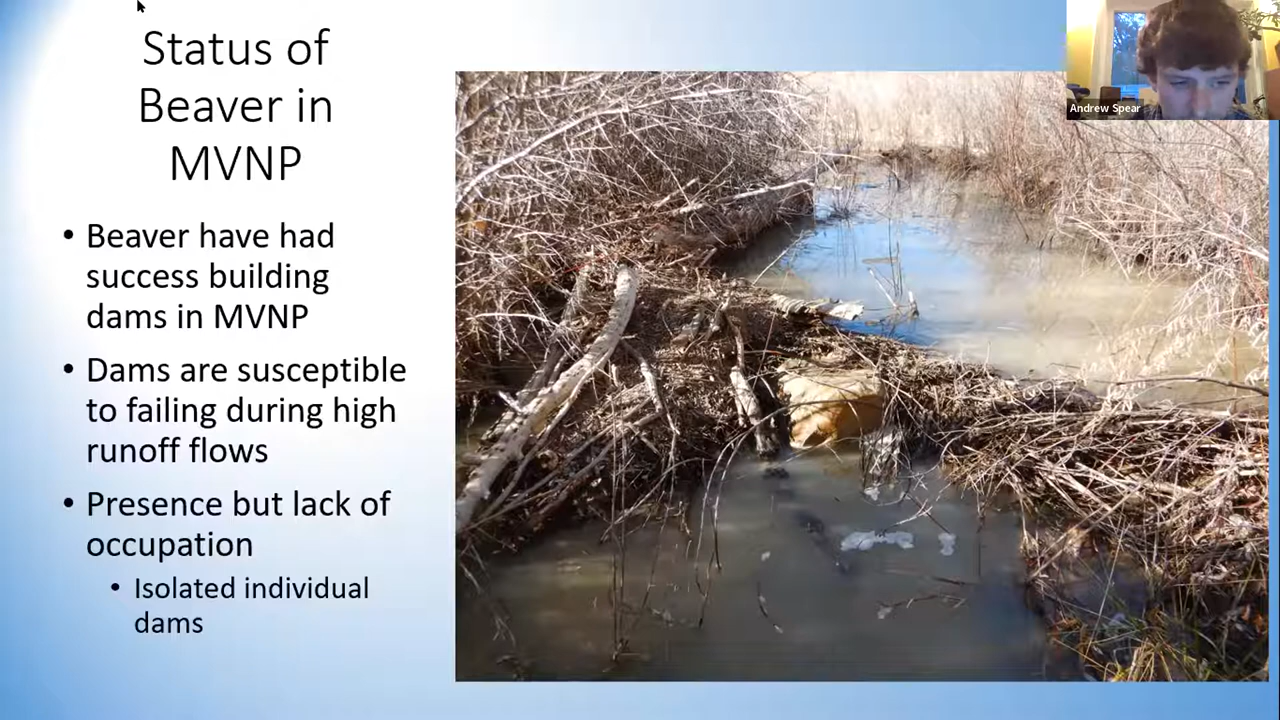 Status of
Beaver in
MVNP
• Beaver have had
success building
dams in MVNP
• Dams are susceptible
to failing during high
runoff flows
• Presence but lack of
occupation
• Isolated individual
dams
Andrew Spear